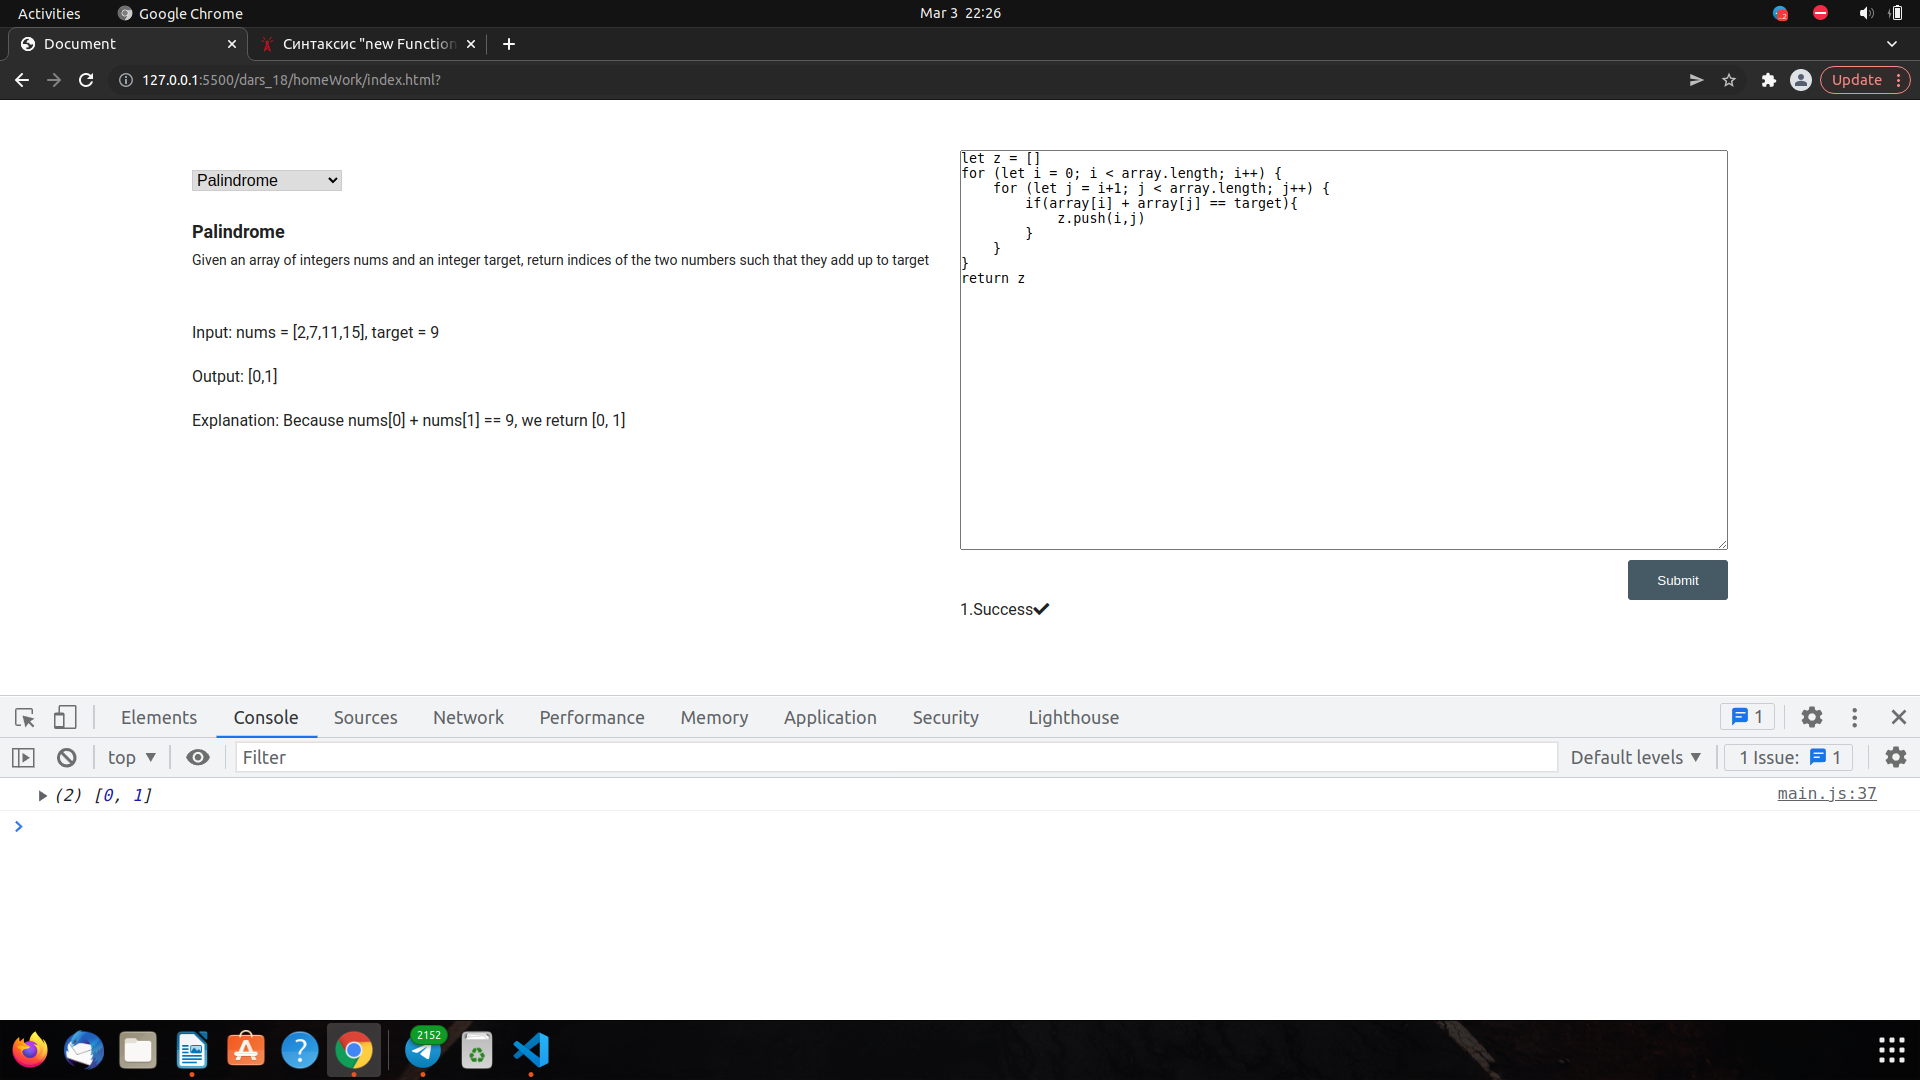 Activities
Google Chrome
Mar 3 22:26
2
Document
Синтаксис "new Function
127.0.0.1:5500/dars_18/homeWork/index.html?
Update
Palindrome
Palindrome
Given an array of integers nums and an integer target, return indices of the two numbers such that they add up to target
Input: nums = [2,7,11,15], target = 9
Output: [0,1]
Explanation: Because nums[0] + nums[1] == 9, we return [0, 1]
let z = []
for (let i = 0; i < array.length; i++) {
    for (let j = i+1; j < array.length; j++) {
        if(array[i] + array[j] == target){
            z.push(i,j)
        }
    }
}
return z
Submit
1.Success
Elements Console Sources Network Performance Memory Application Security Lighthouse 1
top Filter Default levels 1 Issue: 1
(2) [0, 1] main.js:37
2152